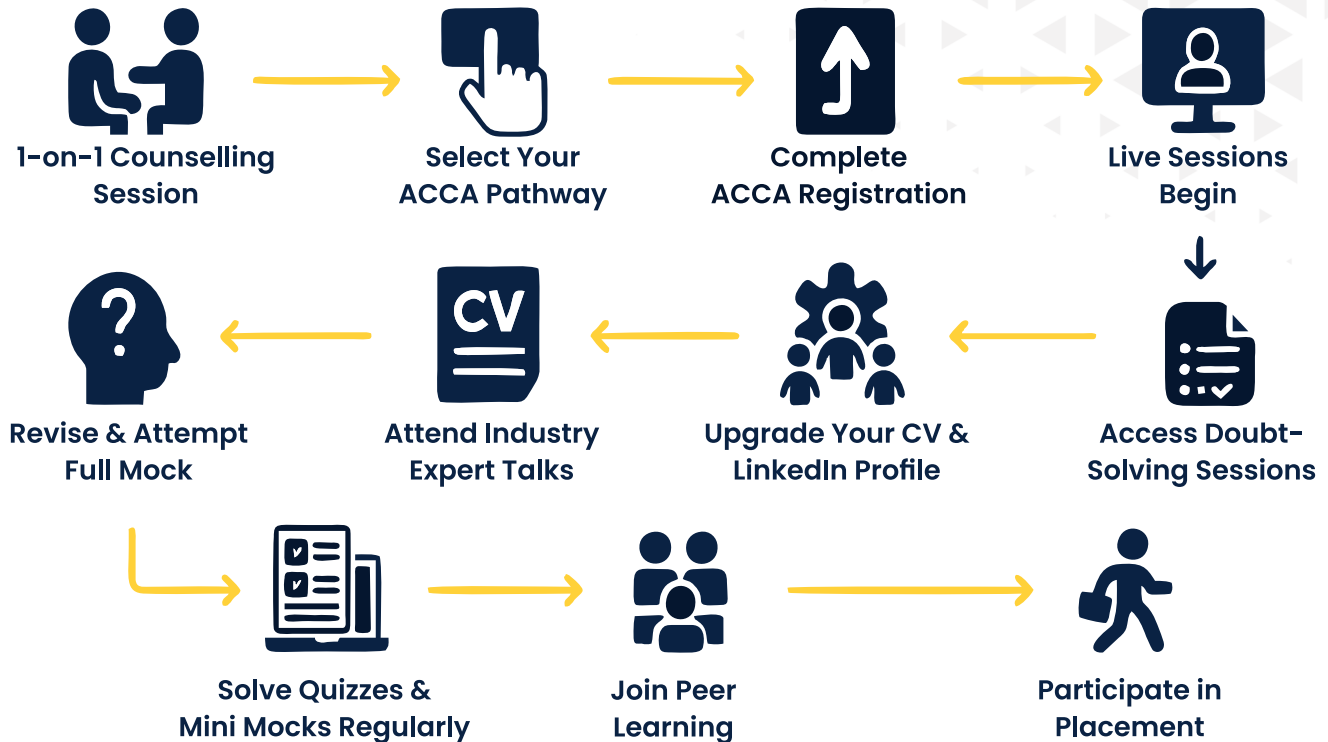 1-on-1 Counselling
Session
Select Your
ACCA Pathway
Complete
ACCA Registration
Live Sessions
Begin
?
CV
Revise & Attempt
Full Mock
Attend Industry
Expert Talks
Upgrade Your CV &
LinkedIn Profile
Access Doubt-
Solving Sessions
Solve Quizzes &
Mini Mocks Regularly
Join Peer
Learning
Participate in
Placement